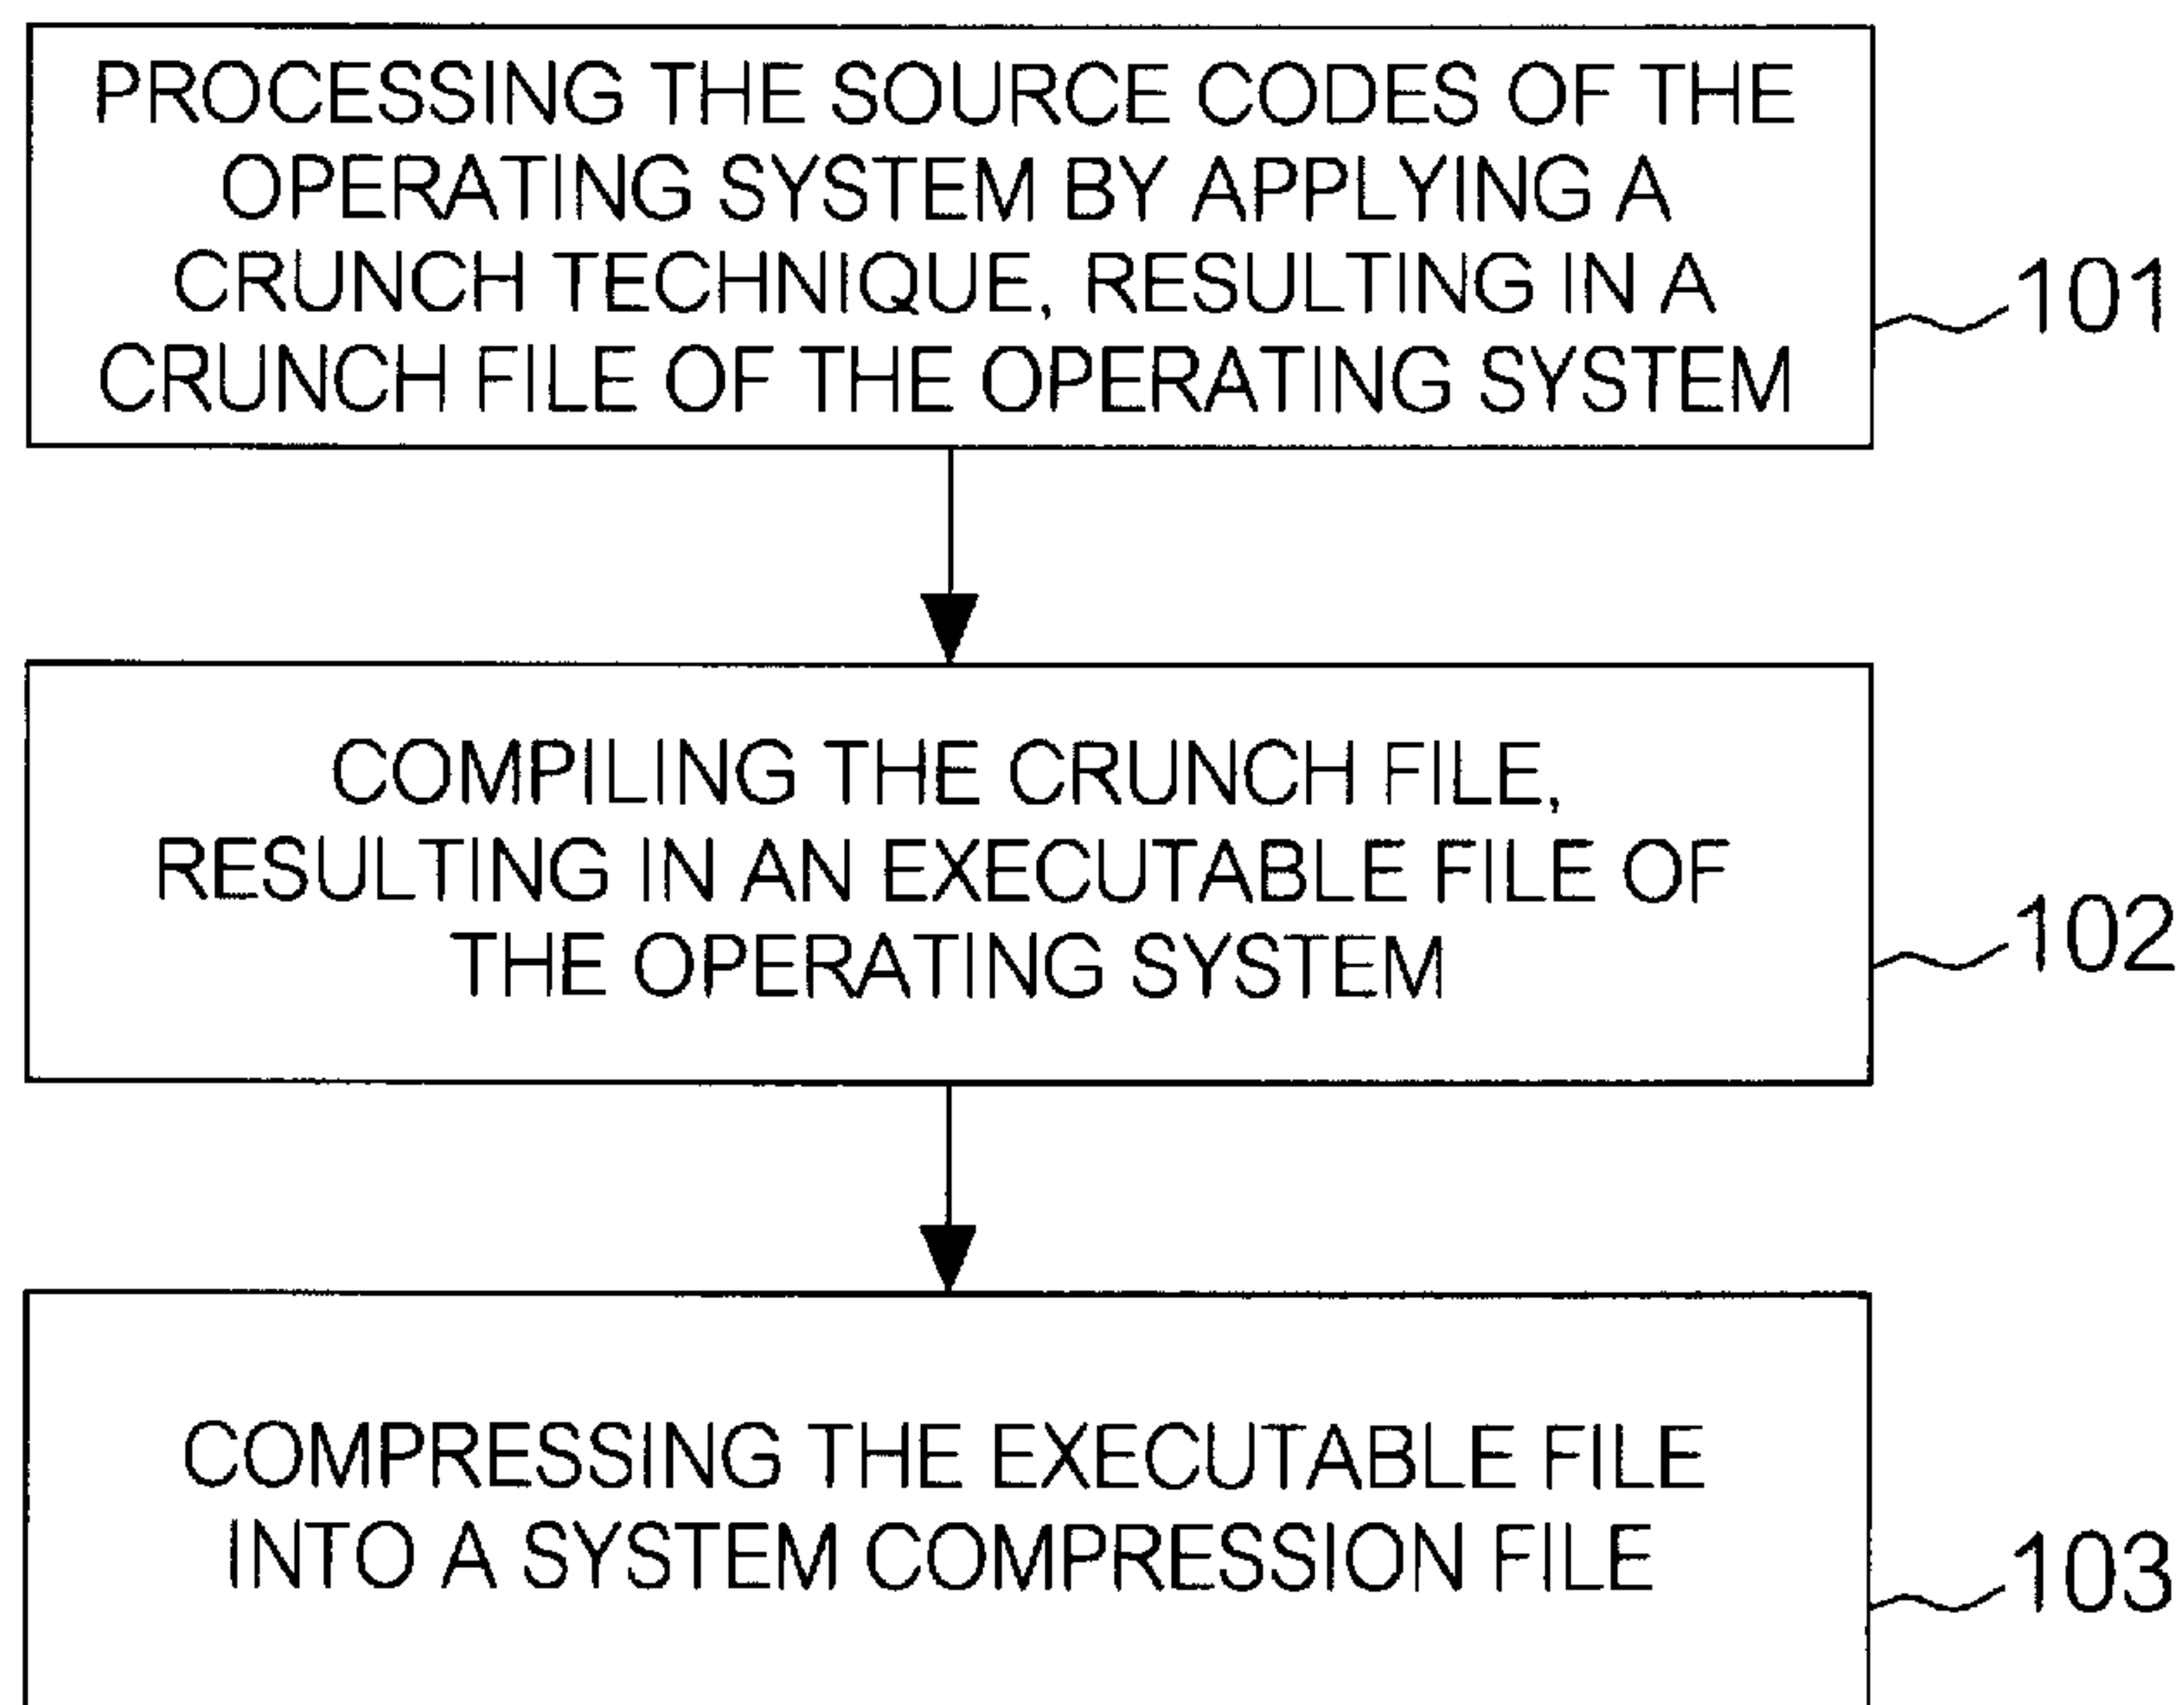 PROCESSING THE SOURCE CODES OF THE
OPERATING SYSTEM BY APPLYING A
CRUNCH TECHNIQUE, RESULTING IN A
CRUNCH FILE OF THE OPERATING SYSTEM
101
COMPILING THE CRUNCH FILE,
RESULTING IN AN EXECUTABLE FILE OF
THE OPERATING SYSTEM
102
COMPRESSING THE EXECUTABLE FILE
INTO A SYSTEM COMPRESSION FILE
103